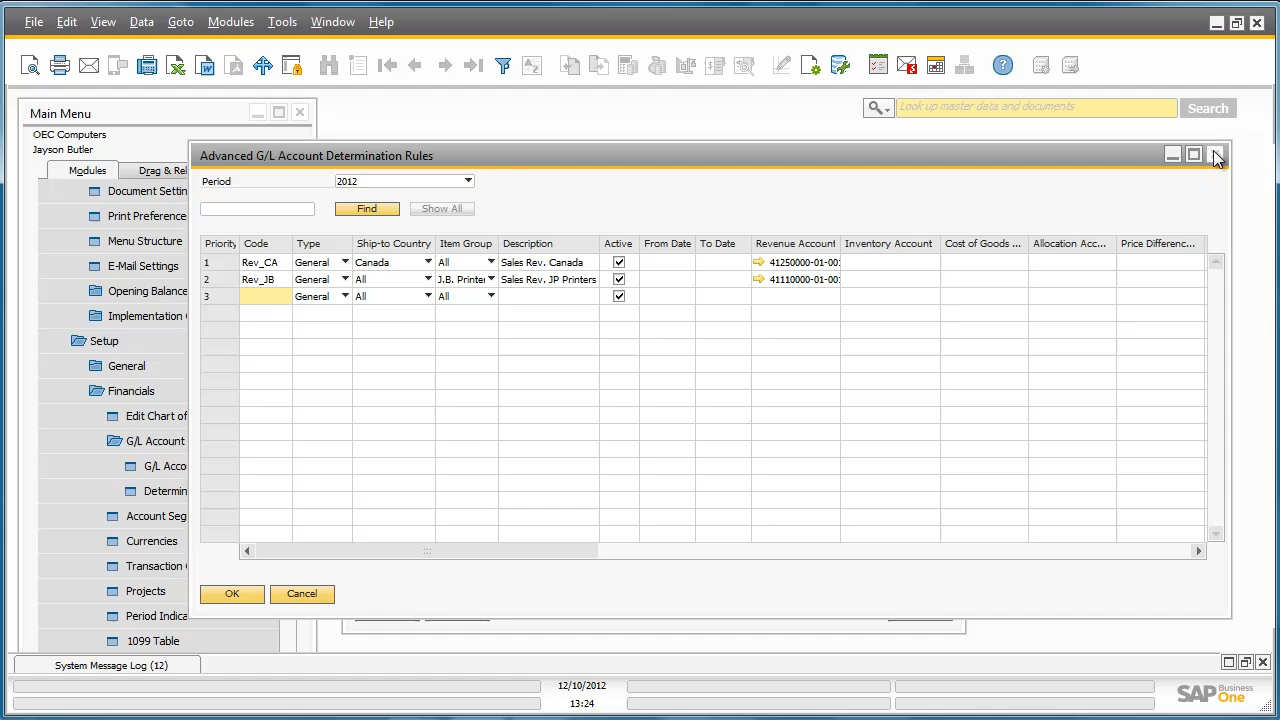 File Edit View Data Goto Modules Tools Window Help
Look up master data and documents Search
Main Menu
OEC Computers
Jayson Butler
Modules Drag & Rel
Document Settin
Print Preference
Menu Structure
E-Mail Settings
Opening Balance
Implementation
Setup
General
Financials
Edit Chart of
G/L Account
G/L Acco
Determin
Account Seg
Currencies
Transaction
Projects
Period Indica
1099 Table
Advanced G/L Account Determination Rules
Period 2012
Find Show All
Priority Code Type Ship-to Country Item Group Description Active From Date To Date Revenue Account Inventory Account Cost of Goods ... Allocation Acc... Price Differenc...
1 Rev_CA General Canada All Sales Rev. Canada 41250000-01-00
2 Rev_JB General All J.B. Printer Sales Rev. JP Printers 41110000-01-00
3 General All All
OK Cancel
System Message Log (12)
12/10/2012
13:24
SAP Business One